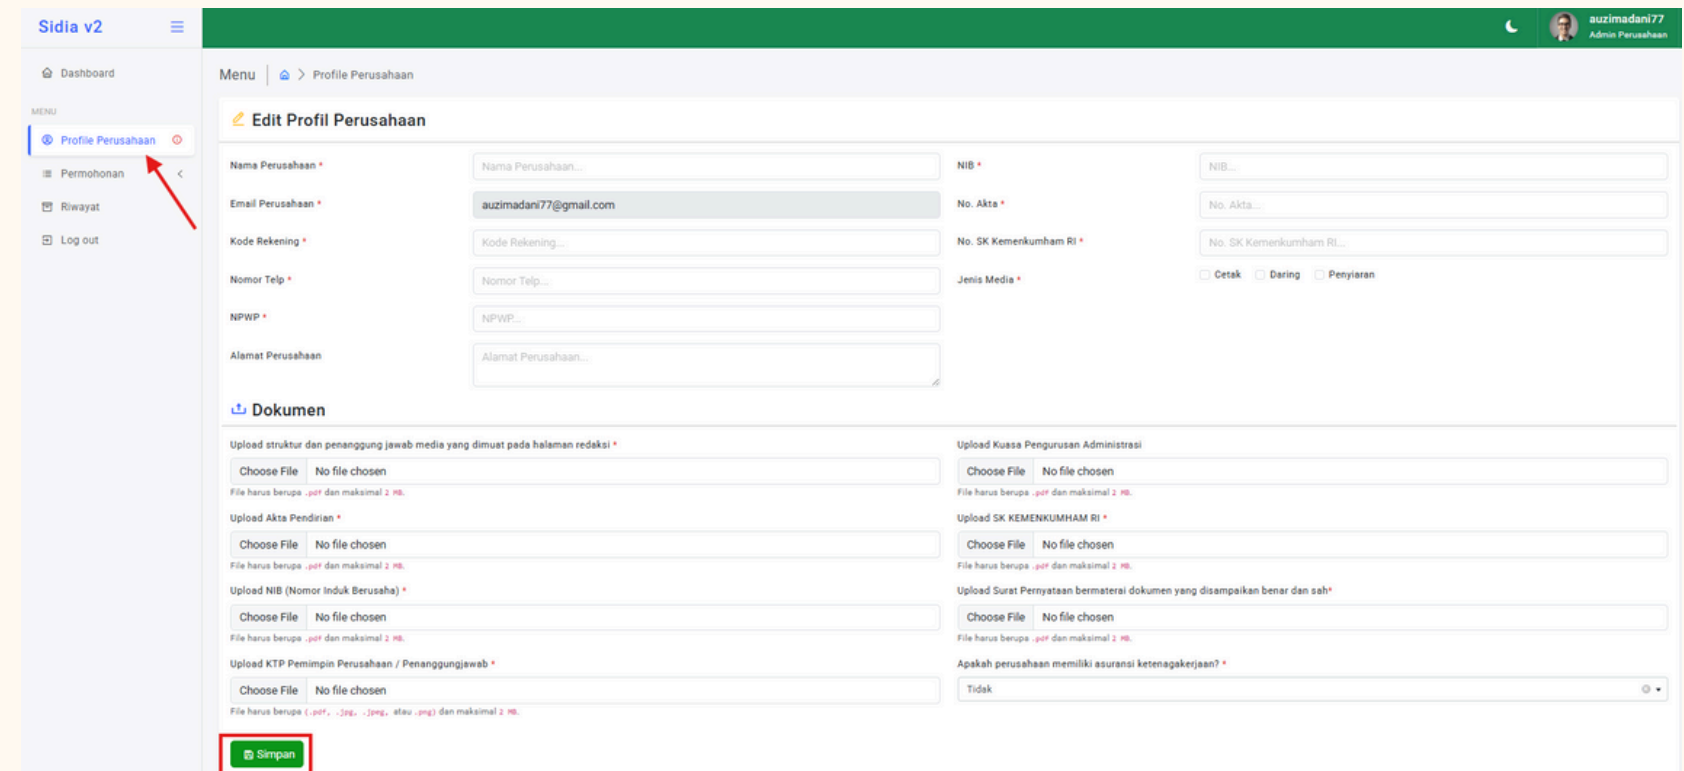 Sidia v2
auzimadani77
Admin Perusahaan
Dashboard
Menu > Profile Perusahaan
MENU
Profile Perusahaan
Permohonan
Riwayat
Log out
Edit Profil Perusahaan
Nama Perusahaan * Nama Perusahaan... NIB * NIB...
Email Perusahaan * auzimadani77@gmail.com No. Akta * No. Akta...
Kode Rekening * Kode Rekening... No. SK Kemenkumham RI * No. SK Kemenkumham RI...
Nomor Telp * Nomor Telp... Jenis Media * Cetak Daring Penyiaran
NPWP * NPWP...
Alamat Perusahaan Alamat Perusahaan...
Dokumen
Upload struktur dan penanggung jawab media yang dimuat pada halaman redaksi * Upload Kuasa Pengurusan Administrasi
Choose File No file chosen Choose File No file chosen
File harus berupa .pdf dan maksimal 2 MB. File harus berupa .pdf dan maksimal 2 MB.
Upload Akta Pendirian * Upload SK KEMENKUMHAM RI *
Choose File No file chosen Choose File No file chosen
File harus berupa .pdf dan maksimal 2 MB. File harus berupa .pdf dan maksimal 2 MB.
Upload NIB (Nomor Induk Berusaha) * Upload Surat Pernyataan bermaterai dokumen yang disampaikan benar dan sah*
Choose File No file chosen Choose File No file chosen
File harus berupa .pdf dan maksimal 2 MB. File harus berupa .pdf dan maksimal 2 MB.
Upload KTP Pemimpin Perusahaan / Penanggungjawab * Apakah perusahaan memiliki asuransi ketenagakerjaan? *
Choose File No file chosen Tidak
File harus berupa (.pdf, .jpg, .jpeg, atau .png) dan maksimal 2 MB.
Simpan